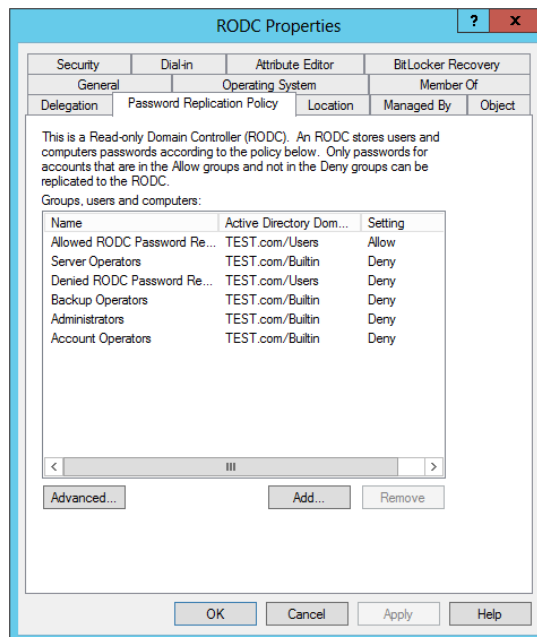 RODC Properties
? x
Security Dial-in Attribute Editor BitLocker Recovery
General Operating System Member Of
Delegation Password Replication Policy Location Managed By Object
This is a Read-only Domain Controller (RODC). An RODC stores users and
computers passwords according to the policy below. Only passwords for
accounts that are in the Allow groups and not in the Deny groups can be
replicated to the RODC.
Groups, users and computers:
Name Active Directory Dom... Setting
Allowed RODC Password Re... TEST.com/Users Allow
Server Operators TEST.com/Builtin Deny
Denied RODC Password Re... TEST.com/Users Deny
Backup Operators TEST.com/Builtin Deny
Administrators TEST.com/Builtin Deny
Account Operators TEST.com/Builtin Deny
Advanced... Add... Remove
OK Cancel Apply Help